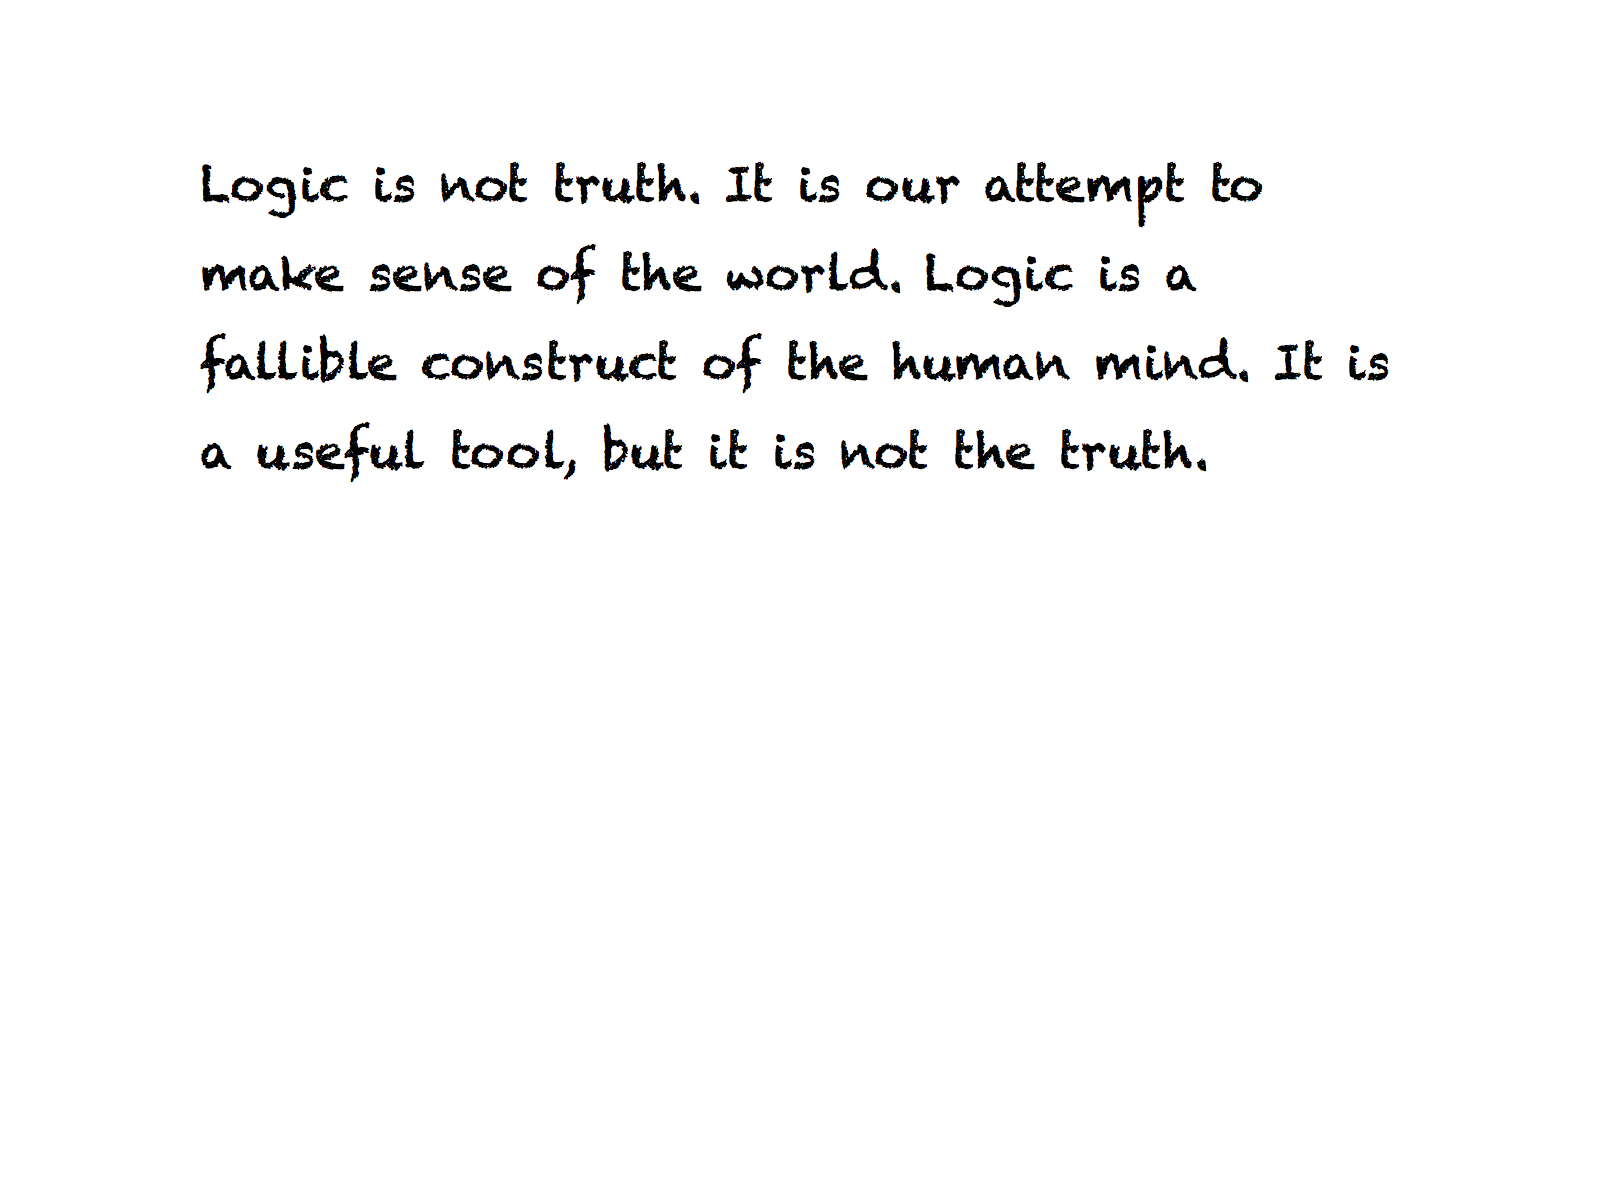 Logic is not truth. It is our attempt to
make sense of the world. Logic is a
fallible construct of the human mind. It is
a useful tool, but it is not the truth.